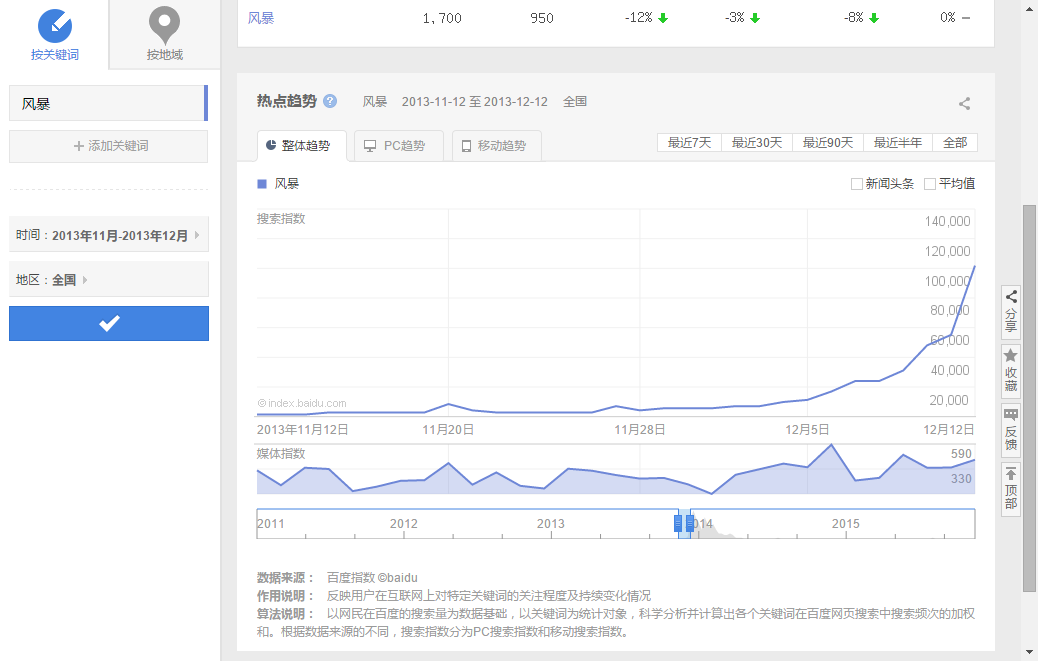 按关键词
按地域
风暴
+ 添加关键词
时间：2013年11月-2013年12月
地区：全国
风暴 1,700 950 -12% -3% -8% 0%
热点趋势 ? 风暴 2013-11-12 至 2013-12-12 全国
整体趋势 PC趋势 移动趋势 最近7天 最近30天 最近90天 最近半年 全部
风暴 新闻头条 平均值
搜索指数
140,000
120,000
100,000
80,000
60,000
40,000
20,000
©index.baidu.com
2013年11月12日 11月20日 11月28日 12月5日 12月12日
媒体指数
590
330
2011 2012 2013 014 2015
数据来源： 百度指数 ©baidu
作用说明： 反映用户在互联网上对特定关键词的关注程度及持续变化情况
算法说明： 以网民在百度的搜索量为数据基础，以关键词为统计对象，科学分析并计算出各个关键词在百度网页搜索中搜索频次的加权
和。根据数据来源的不同，搜索指数分为PC搜索指数和移动搜索指数。
分享
收藏
反馈
顶部